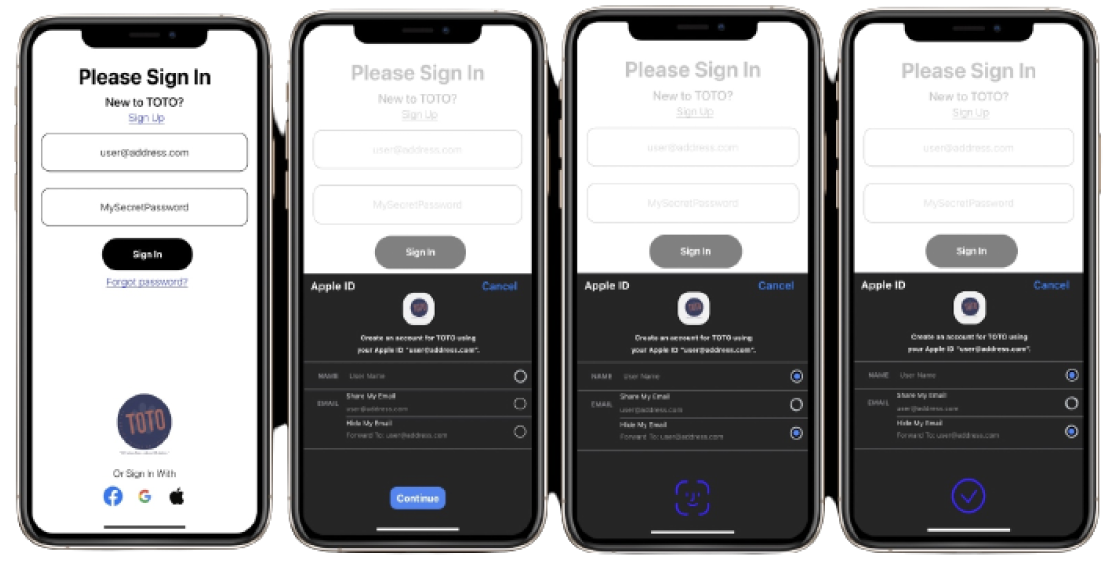 Please Sign In
New to TOTO?
Sign Up
user@address.com
MySecretPassword
Sign In
Forgot password?
TOTO
Or Sign In With
Please Sign In
New to TOTO?
Sign Up
user@address.com
MySecretPassword
Sign In
Apple ID Cancel
TOTO
Create an account for TOTO using
your Apple ID "user@address.com".
NAME User Name
Share My Email
EMAIL
user@address.com
Hide My Email
Forward To: user@address.com
Continue
Please Sign In
New to TOTO?
Sign Up
user@address.com
MySecretPassword
Sign In
Apple ID Cancel
TOTO
Create an account for TOTO using
your Apple ID "user@address.com".
NAME User Name
Share My Email
EMAIL
user@address.com
Hide My Email
Forward To: user@address.com
Please Sign In
New to TOTO?
Sign Up
user@address.com
MySecretPassword
Sign In
Apple ID Cancel
TOTO
Create an account for TOTO using
your Apple ID "user@address.com".
NAME User Name
Share My Email
EMAIL
user@address.com
Hide My Email
Forward To: user@address.com